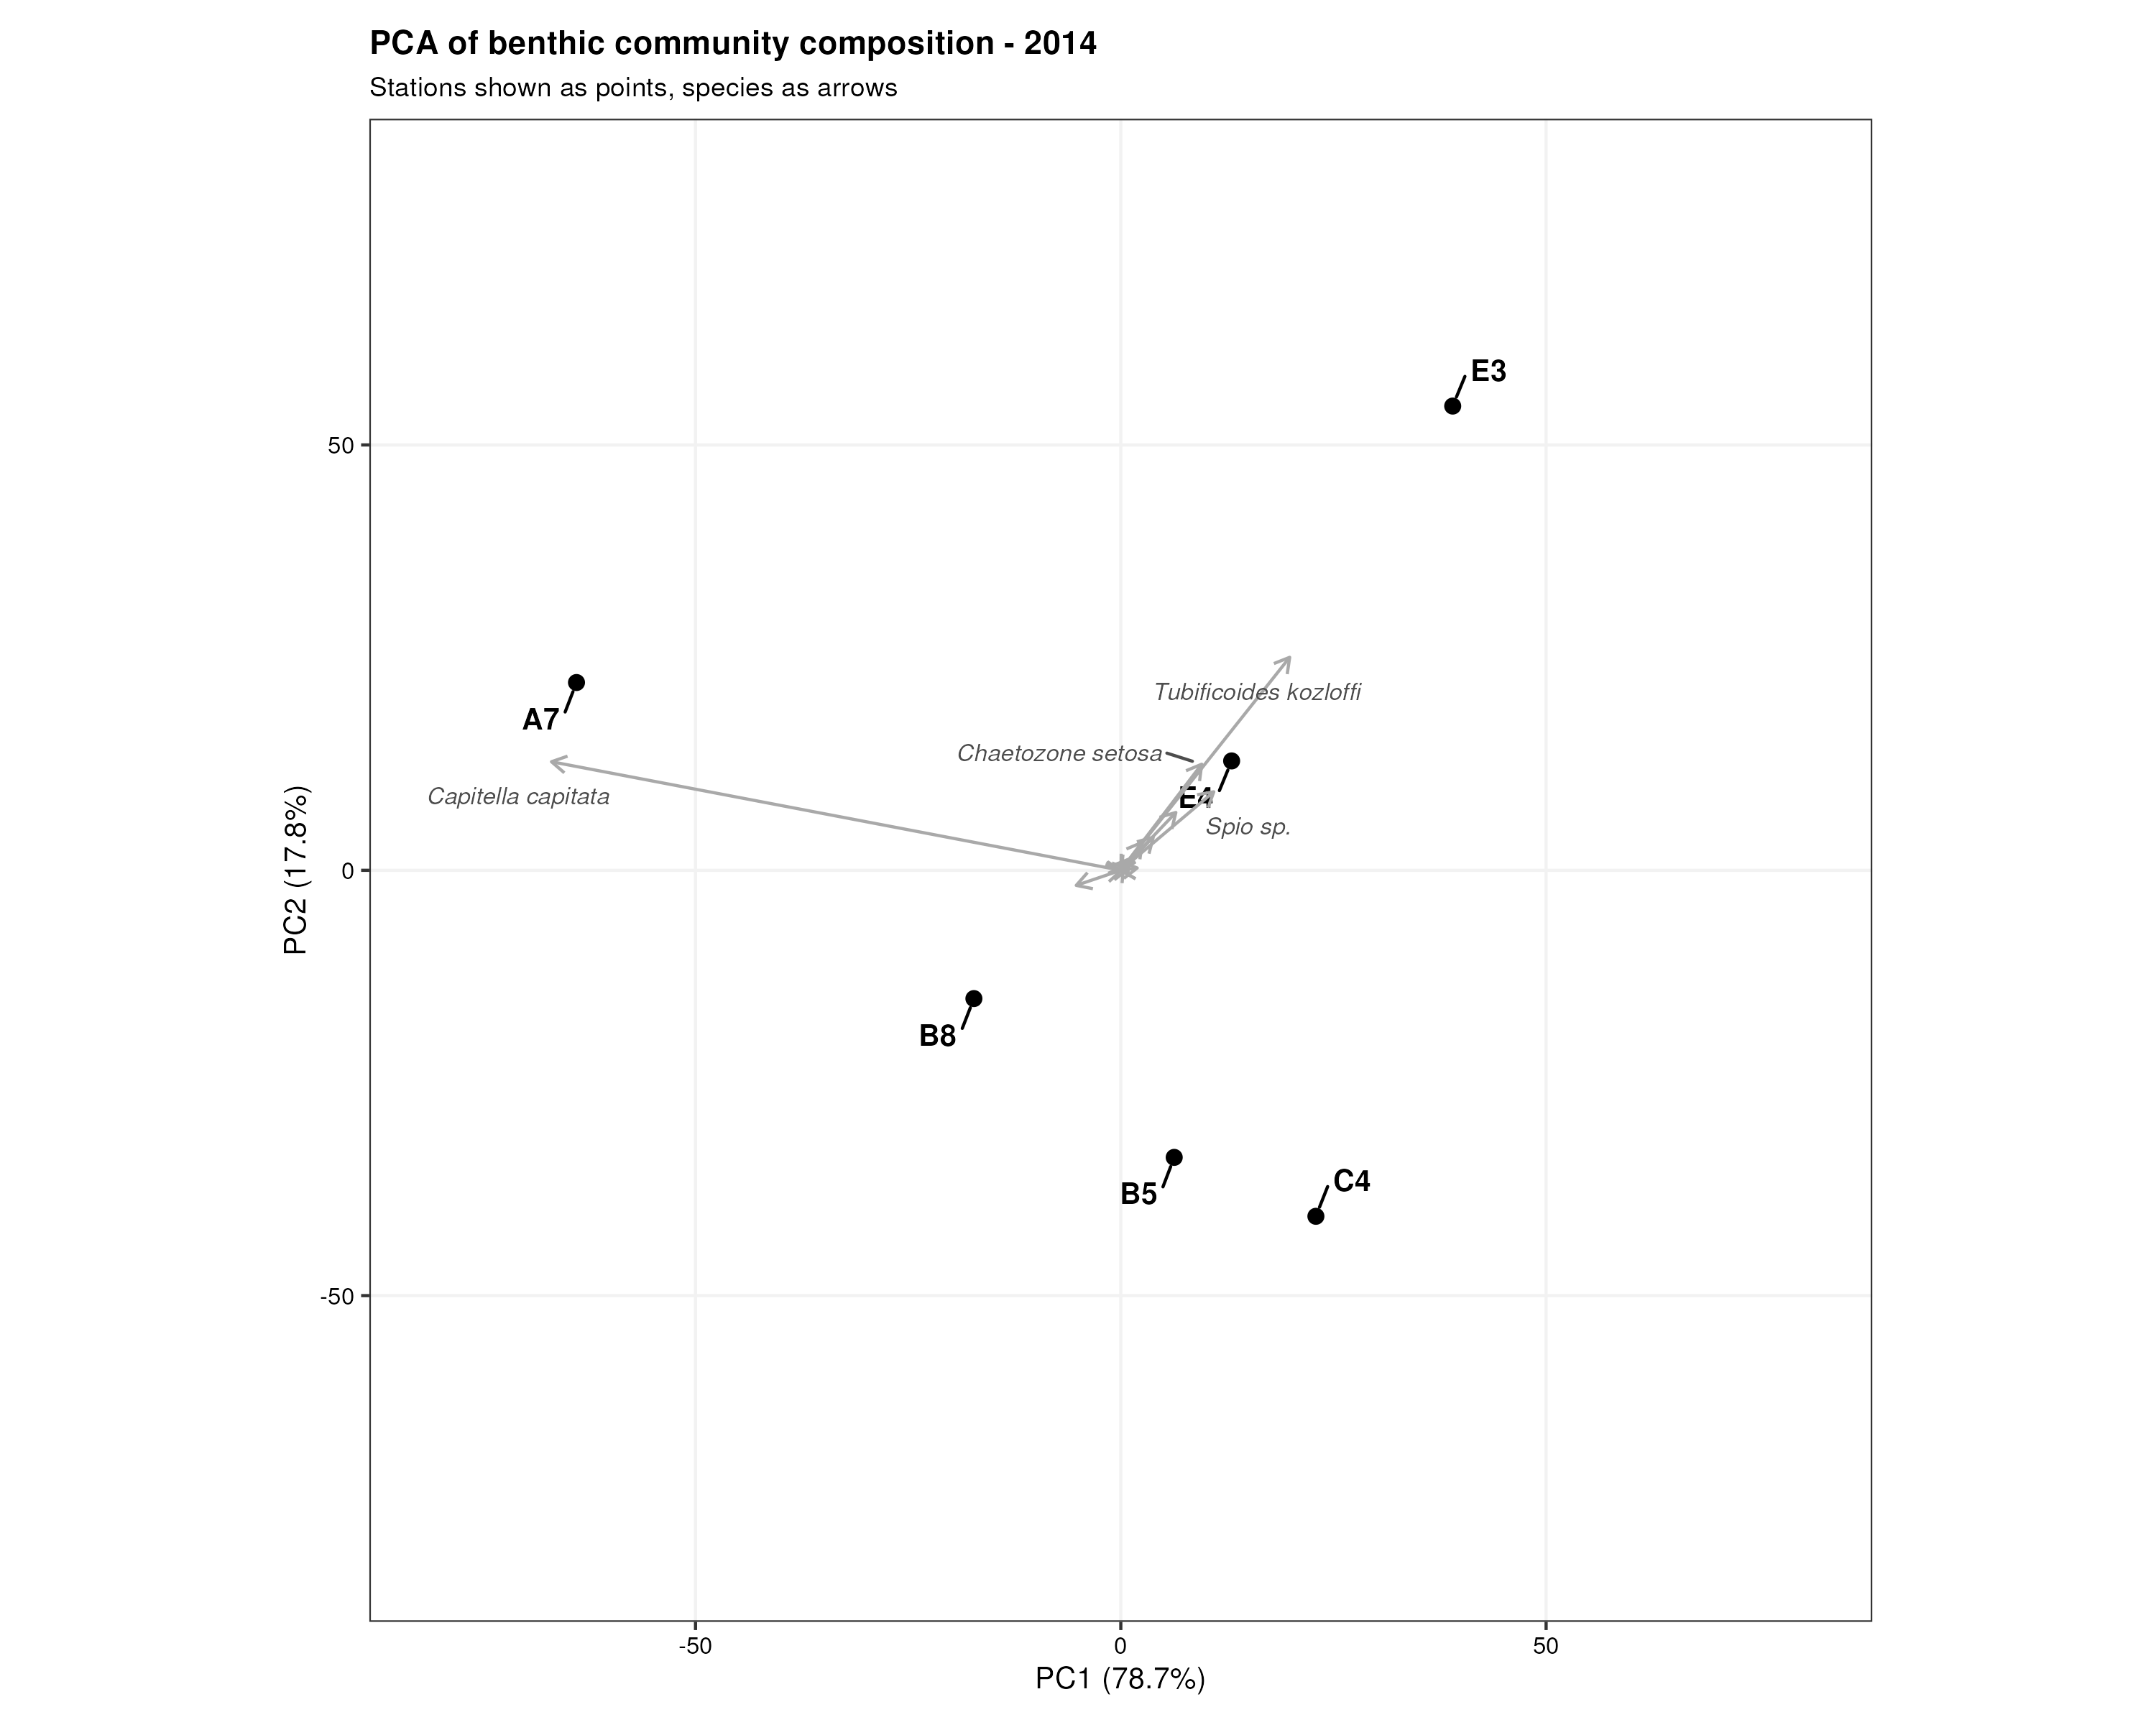 PCA of benthic community composition - 2014
Stations shown as points, species as arrows
E3
50
Tubificoides kozloffi
A7
Chaetozone setosa
Capitella capitata
E4
Spio sp.
0
PC2 (17.8%)
B8
B5
C4
-50
-50
0
50
PC1 (78.7%)